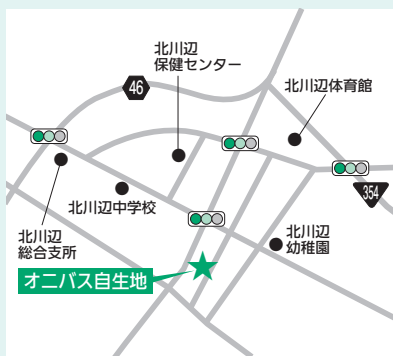 北川辺
保健センター
46
北川辺体育館
354
北川辺中学校
北川辺
総合支所
北川辺
幼稚園
オニバス自生地